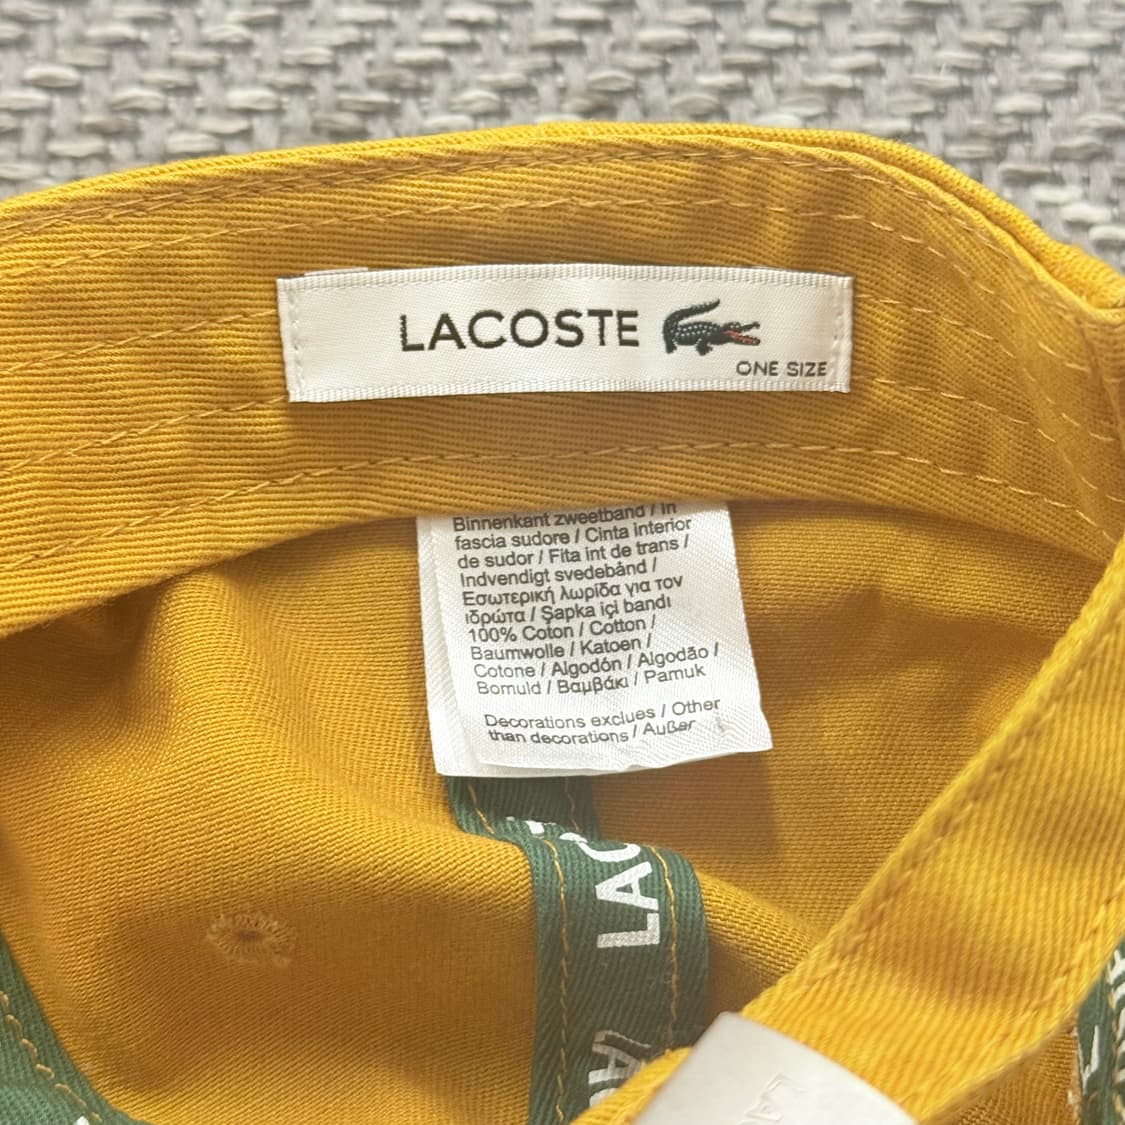 LACOSTE
ONE SIZE
Binnenkant zweetband / In
fascia sudore / Cinta interior
de sudor / Fita int de trans /
Indvendigt svedebånd /
Εσωτερική λωρίδα για τον
ιδρώτα / Şapka içi bandı
100% Coton / Cotton /
Baumwolle / Katoen /
Cotone / Algodón / Algodão /
Bomuld / Βαμβάκι / Pamuk
Decorations exclues / Other
than decorations / Außer
LACO